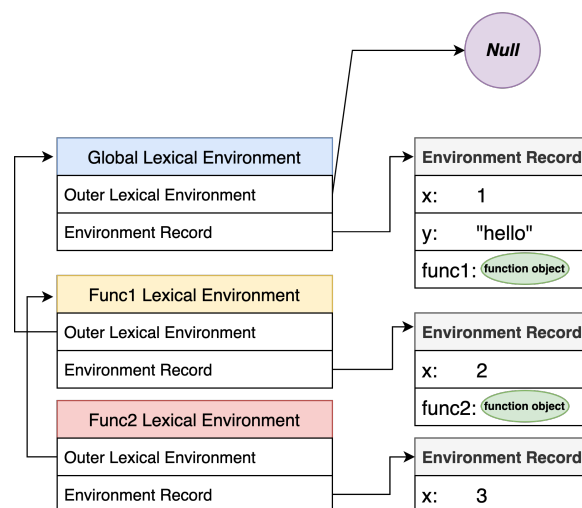 Null
Global Lexical Environment
Outer Lexical Environment
Environment Record
Environment Record
x: 1
y: "hello"
func1: function object
Func1 Lexical Environment
Outer Lexical Environment
Environment Record
Environment Record
x: 2
func2: function object
Func2 Lexical Environment
Outer Lexical Environment
Environment Record
Environment Record
x: 3